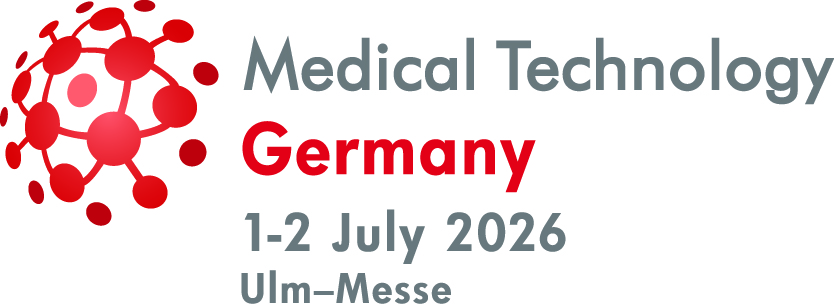 Medical Technology
Germany
1-2 July 2026
Ulm–Messe